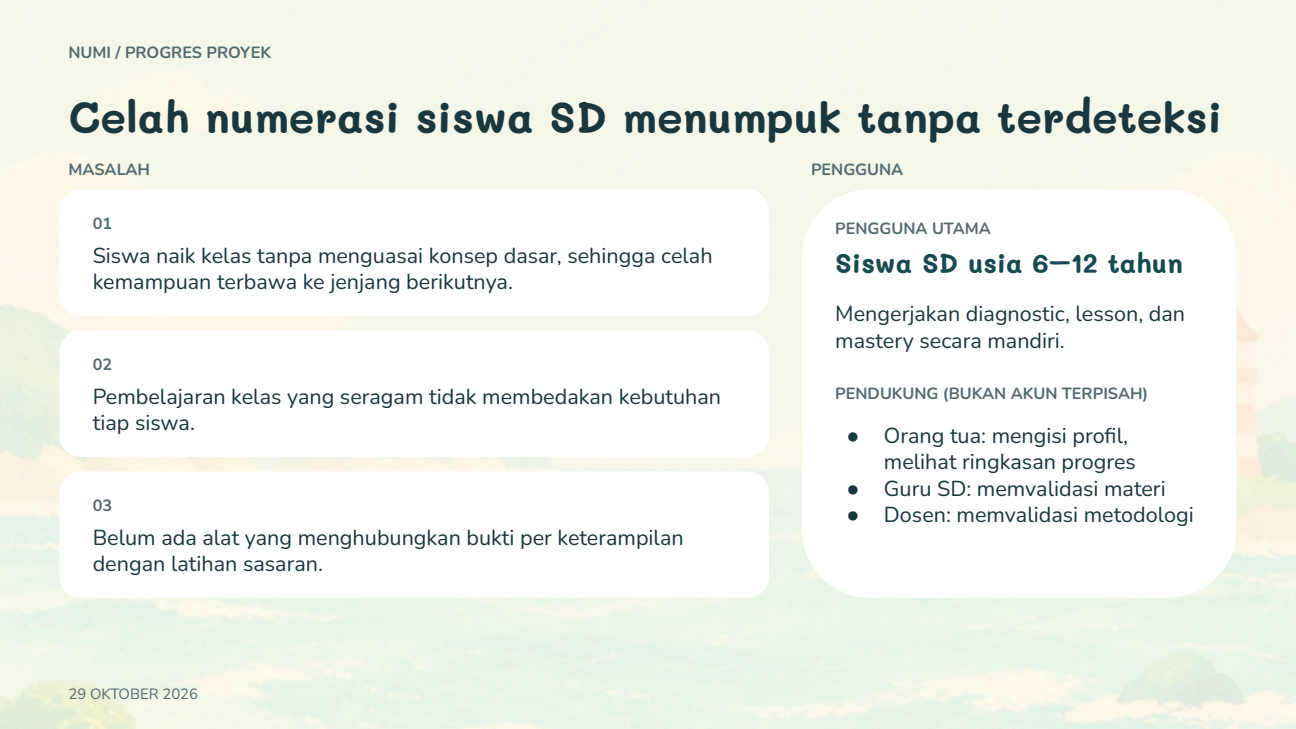 NUMI / PROGRES PROYEK
Celah numerasi siswa SD menumpuk tanpa terdeteksi
MASALAH
01
Siswa naik kelas tanpa menguasai konsep dasar, sehingga celah
kemampuan terbawa ke jenjang berikutnya.
02
Pembelajaran kelas yang seragam tidak membedakan kebutuhan
tiap siswa.
03
Belum ada alat yang menghubungkan bukti per keterampilan
dengan latihan sasaran.
PENGGUNA
PENGGUNA UTAMA
Siswa SD usia 6–12 tahun
Mengerjakan diagnostic, lesson, dan
mastery secara mandiri.
PENDUKUNG (BUKAN AKUN TERPISAH)
● Orang tua: mengisi profil,
melihat ringkasan progres
● Guru SD: memvalidasi materi
● Dosen: memvalidasi metodologi
29 OKTOBER 2026